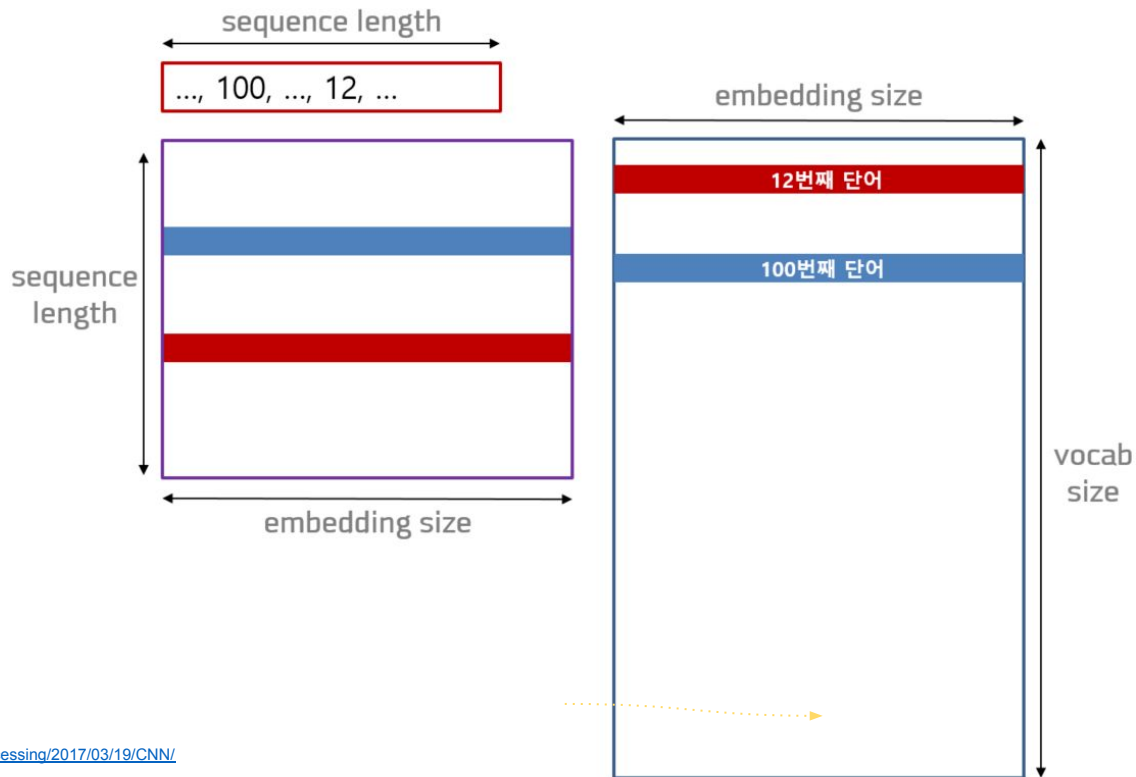 sequence length
..., 100, ..., 12, ...
embedding size
12번째 단어
100번째 단어
sequence
length
embedding size
vocab
size
essing/2017/03/19/CNN/